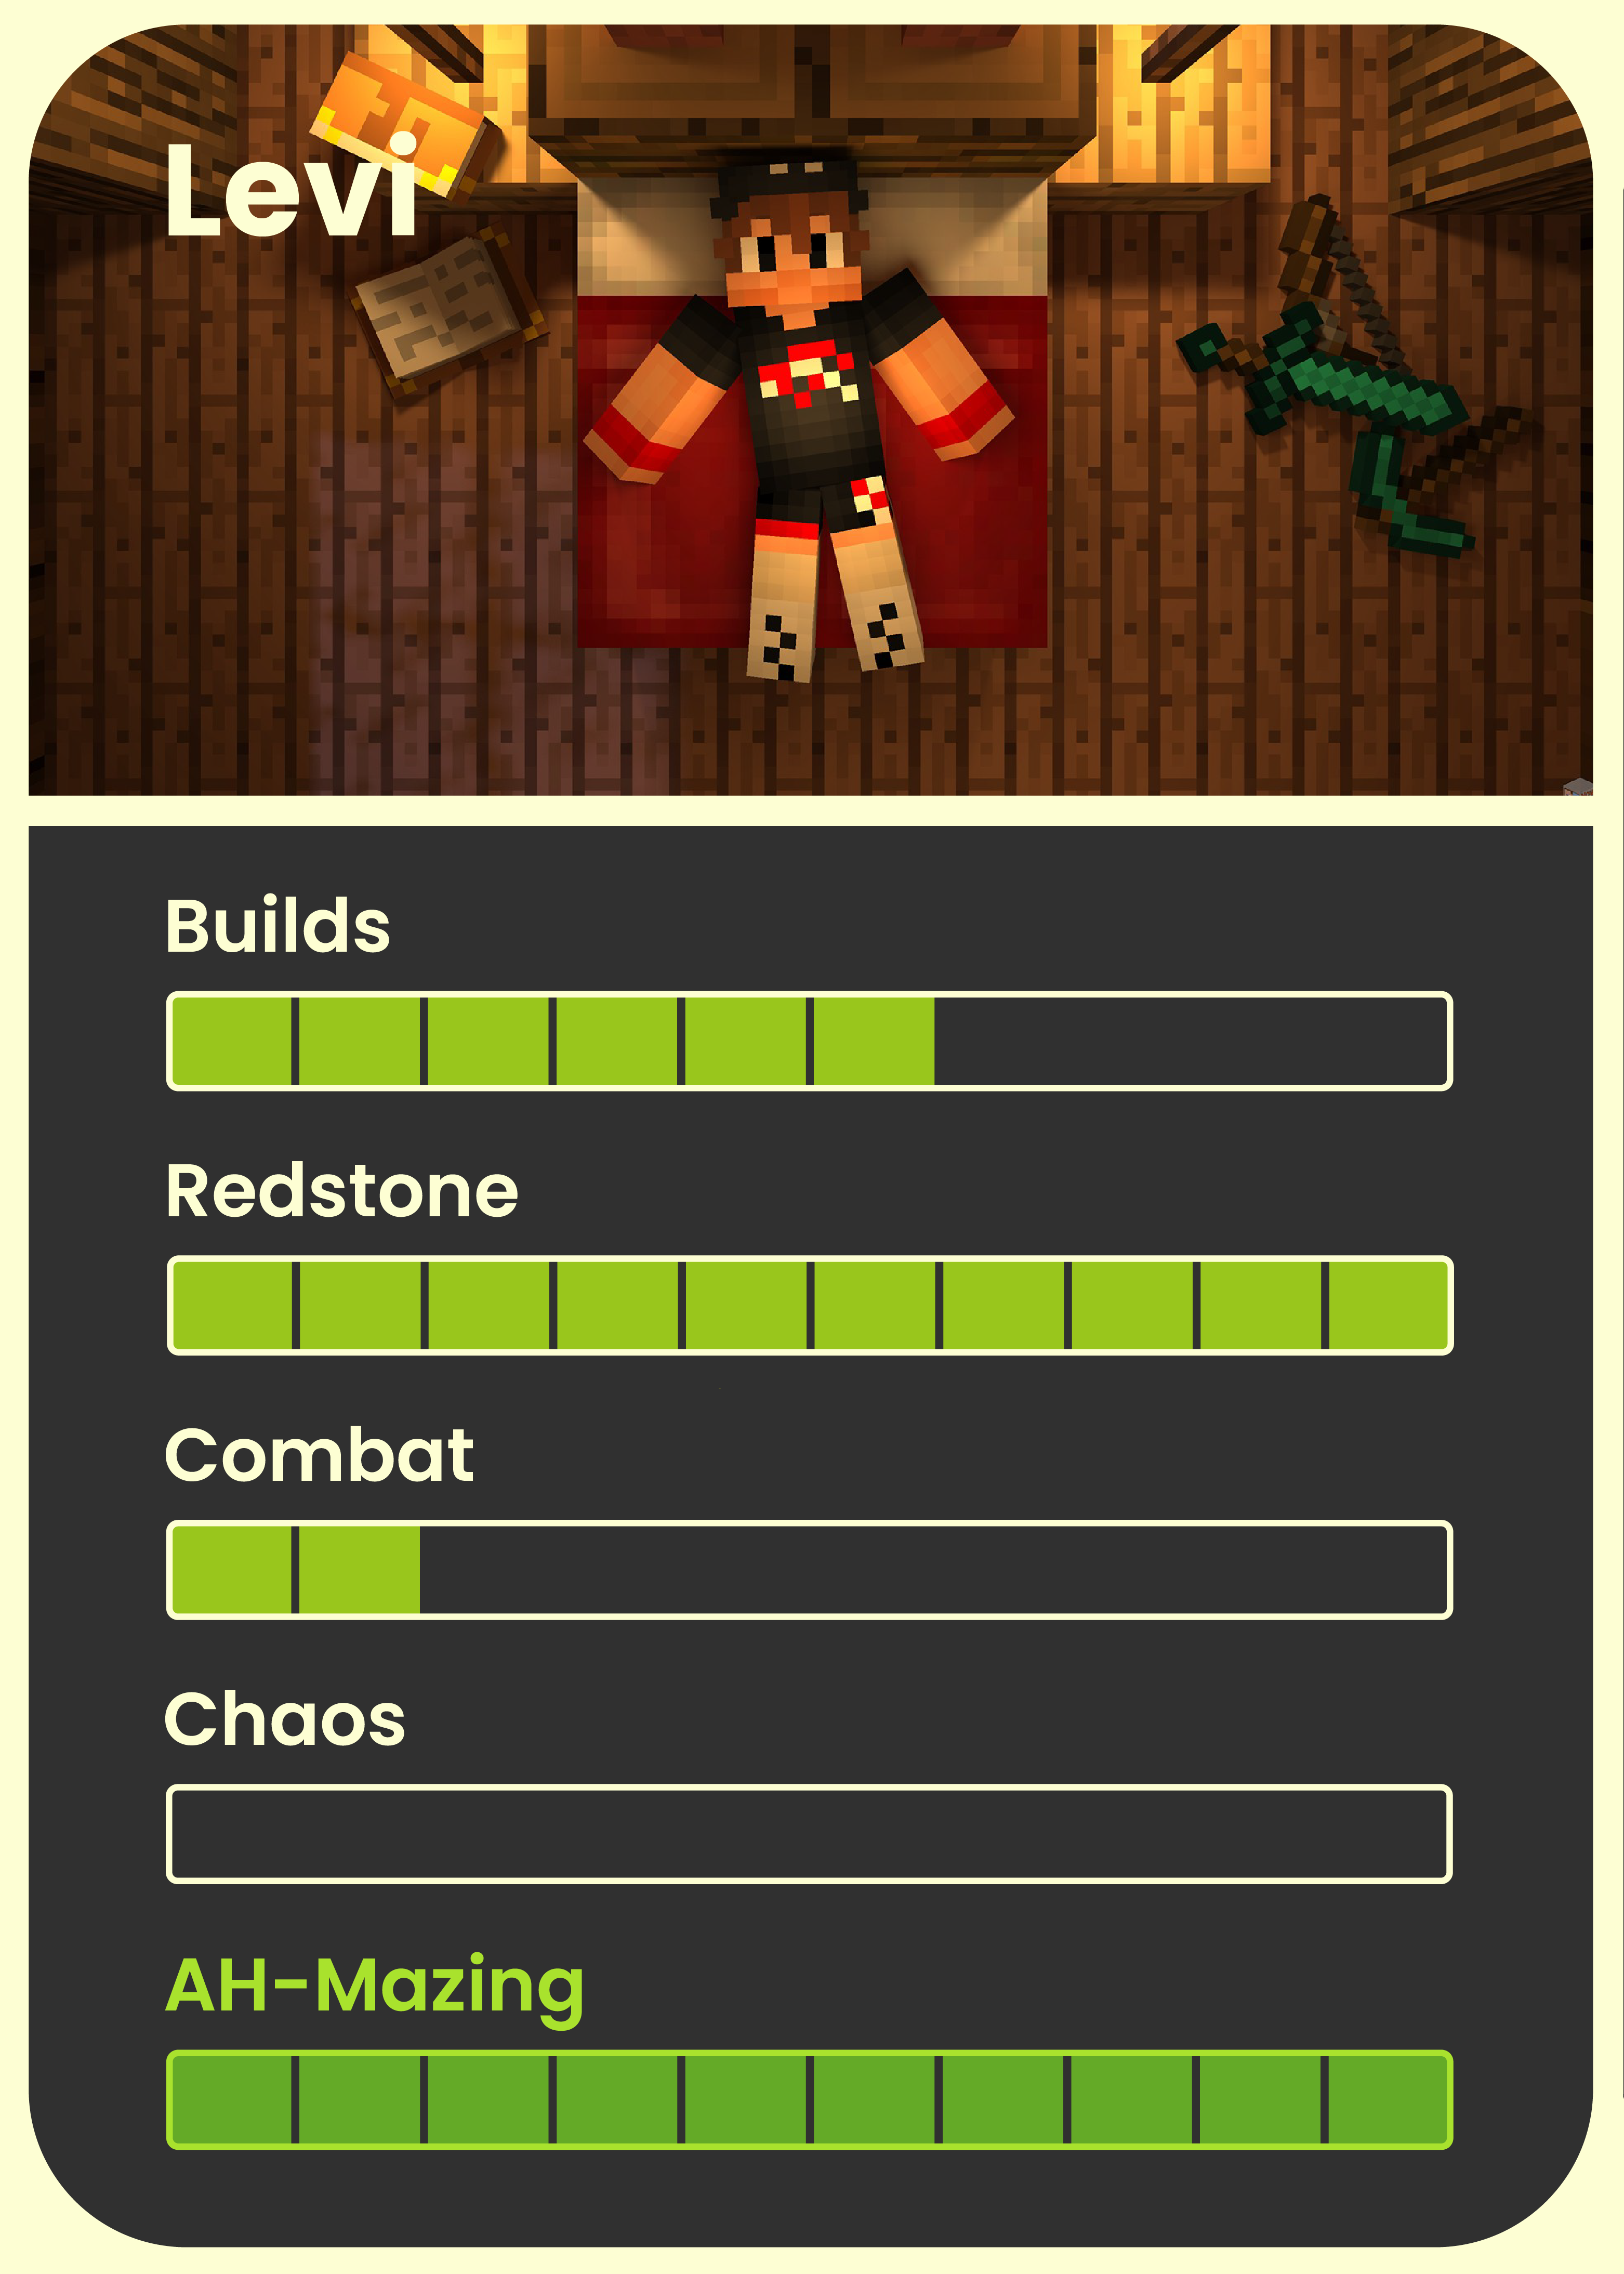 Levi
Builds
Redstone
Combat
Chaos
AH-Mazing